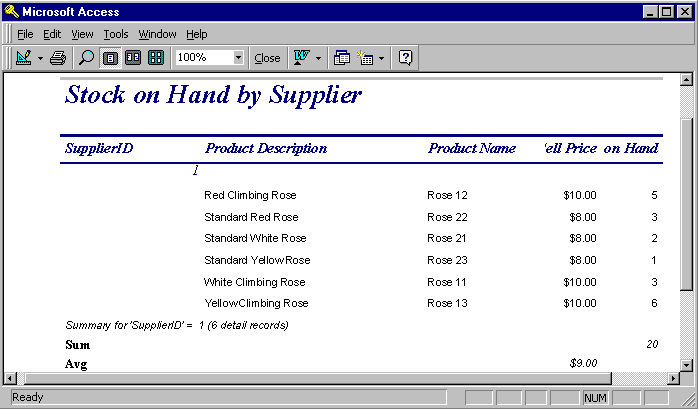 Microsoft Access
File Edit View Tools Window Help
100% Close W
Stock on Hand by Supplier
SupplierID Product Description Product Name ell Price on Hand
1
Red Climbing Rose Rose 12 $10.00 5
Standard Red Rose Rose 22 $8.00 3
Standard White Rose Rose 21 $8.00 2
Standard Yellow Rose Rose 23 $8.00 1
White Climbing Rose Rose 11 $10.00 3
Yellow Climbing Rose Rose 13 $10.00 6
Summary for 'SupplierID' = 1 (6 detail records)
Sum 20
Avg $9.00
Ready NUM